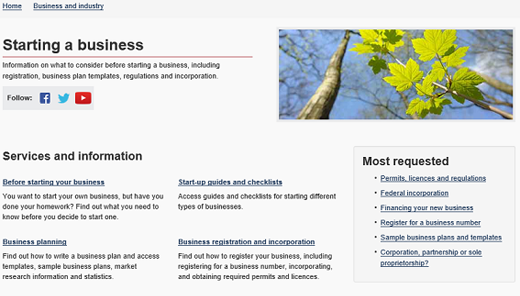 Home Business and industry
Starting a business
Information on what to consider before starting a business, including
registration, business plan templates, regulations and incorporation.
Follow:
Services and information
Before starting your business
You want to start your own business, but have you
done your homework? Find out what you need to
know before you decide to start one.
Start-up guides and checklists
Access guides and checklists for starting different
types of businesses.
Business planning
Find out how to write a business plan and access
templates, sample business plans, market
research information and statistics.
Business registration and incorporation
Find out how to register your business, including
registering for a business number, incorporating,
and obtaining required permits and licences.
Most requested
• Permits, licences and regulations
• Federal incorporation
• Financing your new business
• Register for a business number
• Sample business plans and templates
• Corporation, partnership or sole
proprietorship?